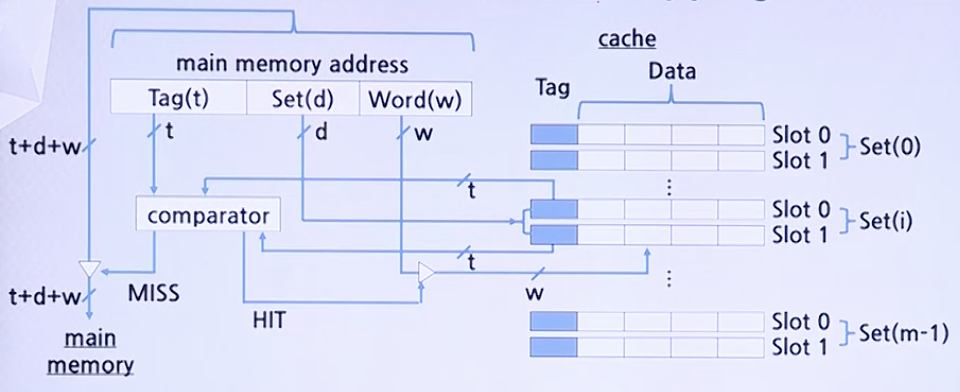 main memory address
Tag(t)
Set(d)
Word(w)
t
d
w
t+d+w
comparator
t
t
MISS
HIT
w
t+d+w
main
memory
cache
Tag
Data
Slot 0
Slot 1
Set(0)
⋮
Slot 0
Slot 1
Set(i)
⋮
Slot 0
Slot 1
Set(m-1)